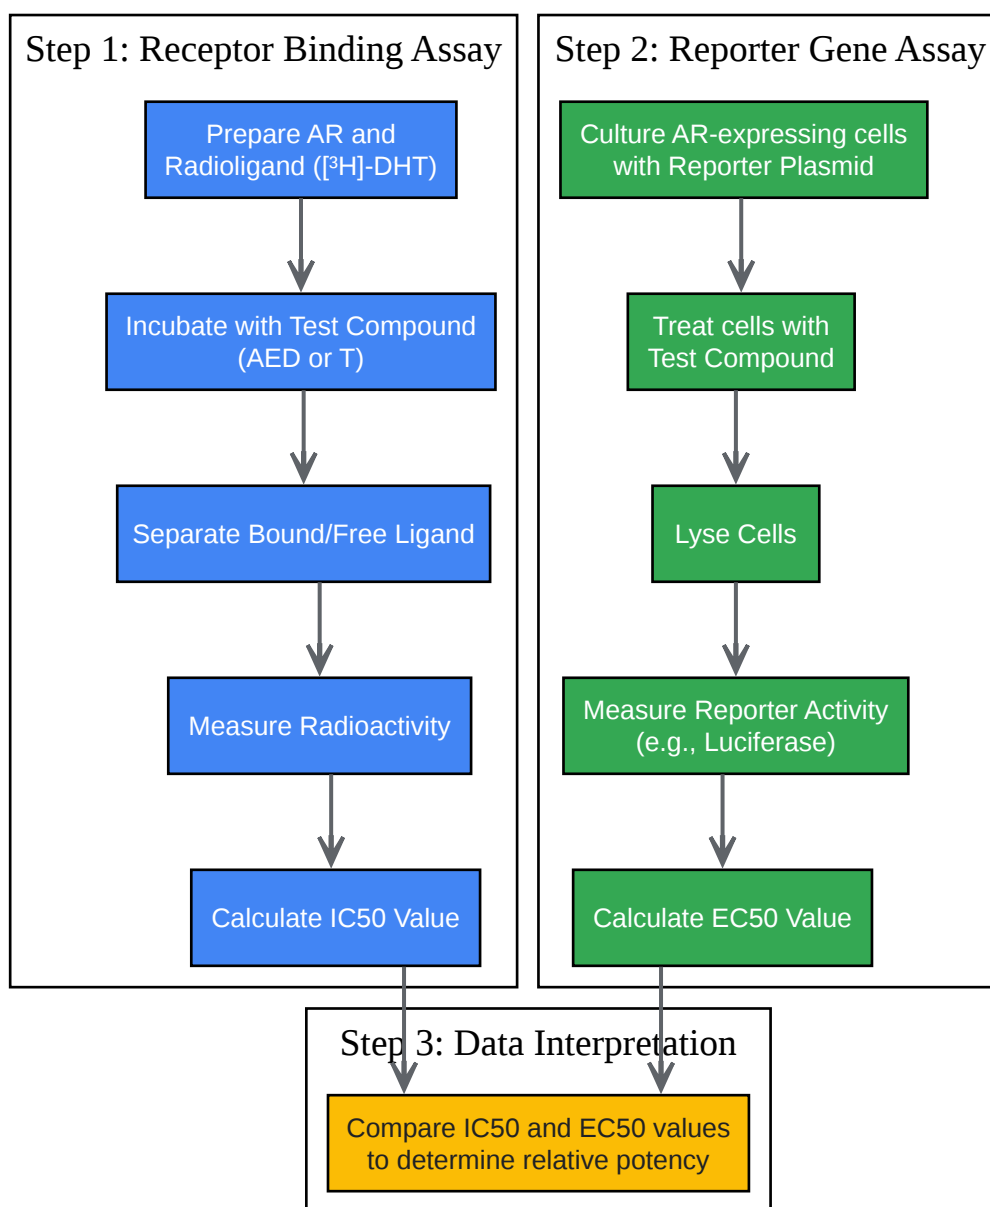 Step 1: Receptor Binding Assay
Prepare AR and
Radioligand ([³H]-DHT)
Incubate with Test Compound
(AED or T)
Separate Bound/Free Ligand
Measure Radioactivity
Calculate IC50 Value
Step 2: Reporter Gene Assay
Culture AR-expressing cells
with Reporter Plasmid
Treat cells with
Test Compound
Lyse Cells
Measure Reporter Activity
(e.g., Luciferase)
Calculate EC50 Value
Step 3: Data Interpretation
Compare IC50 and EC50 values
to determine relative potency